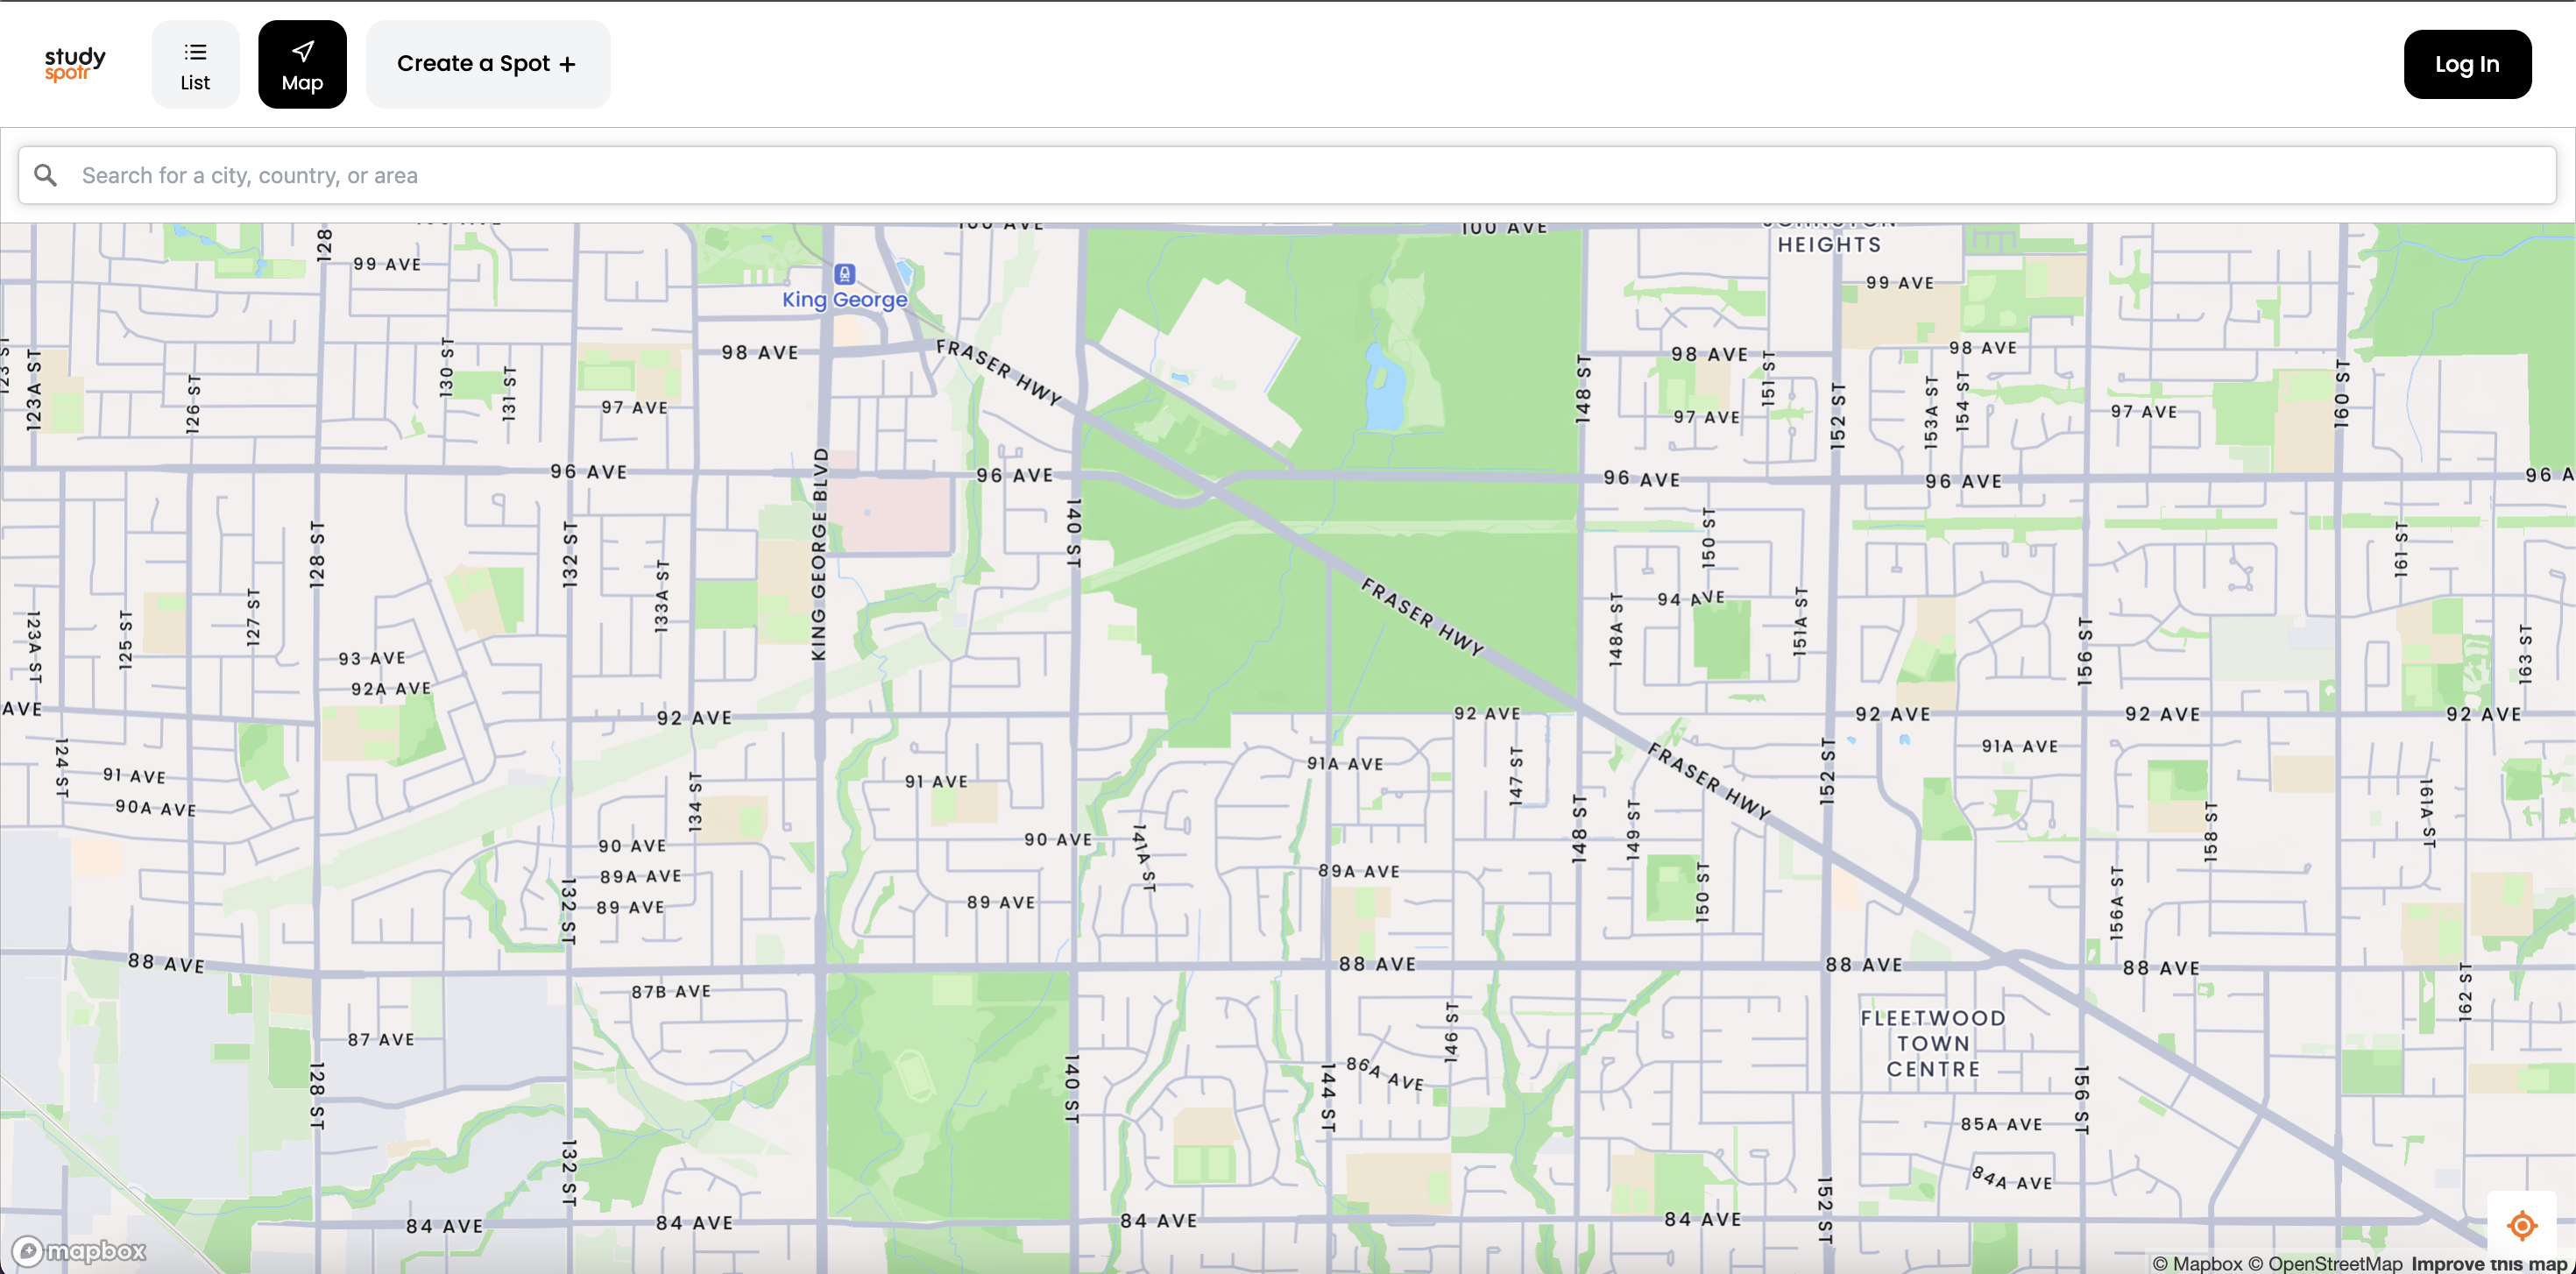 study
spotr
List
Map
Create a Spot +
Log In
Search for a city, country, or area
100 AVE
100 AVE
JOHNSTON
HEIGHTS
128
99 AVE
King George
99 AVE
98 AVE
FRASER HWY
98 AVE
98 AVE
123 ST
123A ST
126 ST
130 ST
131 ST
97 AVE
148 ST
97 AVE
151 ST
152 ST
153A ST
154 ST
97 AVE
160 ST
96 AVE
96 AVE
96 AVE
96 AVE
96 A
KING GEORGE BLVD
140 ST
128 ST
132 ST
133A ST
150 ST
161 ST
FRASER HWY
94 AVE
123A ST
125 ST
127 ST
148A ST
151A ST
156 ST
163 ST
93 AVE
92A AVE
AVE
92 AVE
92 AVE
92 AVE
92 AVE
92 AVE
124 ST
91 AVE
90A AVE
134 ST
91 AVE
91A AVE
147 ST
FRASER HWY
152 ST
91A AVE
90 AVE
90 AVE
141A ST
148 ST
149 ST
158 ST
161A ST
89A AVE
89A AVE
132 ST
89 AVE
89 AVE
150 ST
156A ST
88 AVE
88 AVE
88 AVE
88 AVE
87B AVE
162 ST
87 AVE
146 ST
FLEETWOOD
TOWN
CENTRE
128 ST
140 ST
144 ST
86A AVE
156 ST
85A AVE
132 ST
84A AVE
152 ST
84 AVE
84 AVE
84 AVE
84 AVE
mapbox
© Mapbox © OpenStreetMap Improve this map